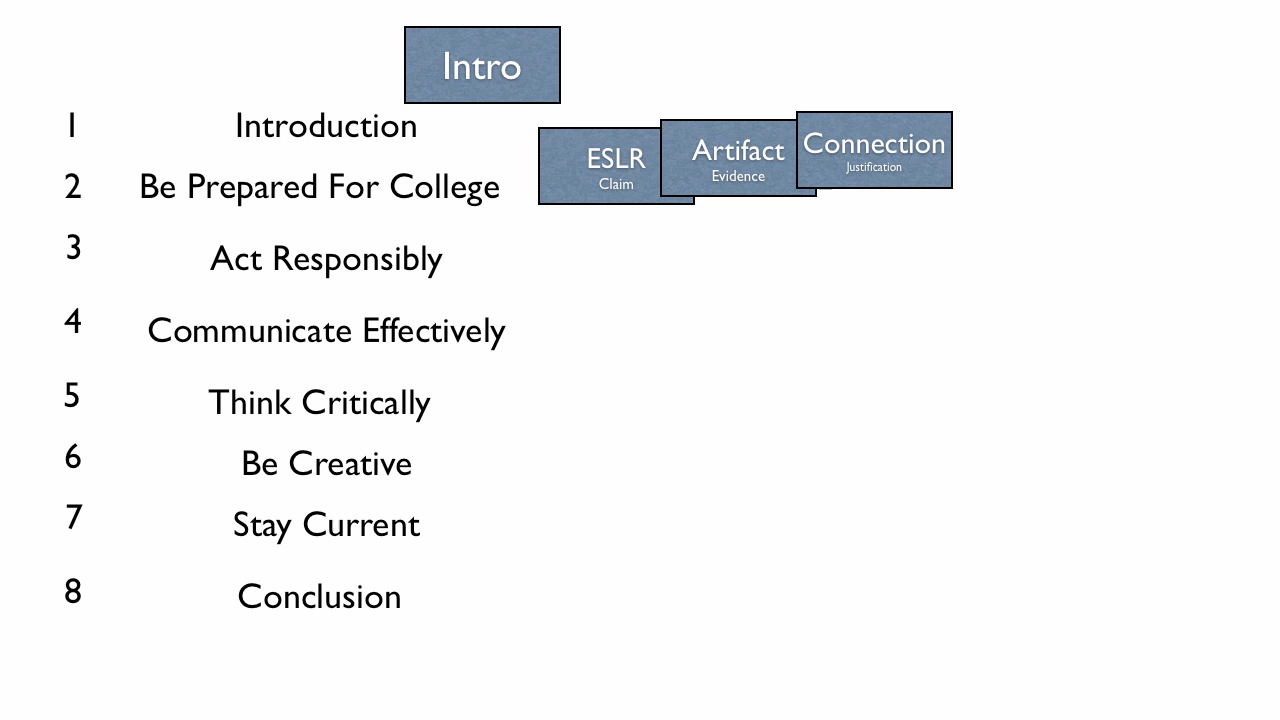 Intro
1 Introduction
ESLR
Claim
Artifact
Evidence
Connection
Justification
2 Be Prepared For College
3 Act Responsibly
4 Communicate Effectively
5 Think Critically
6 Be Creative
7 Stay Current
8 Conclusion